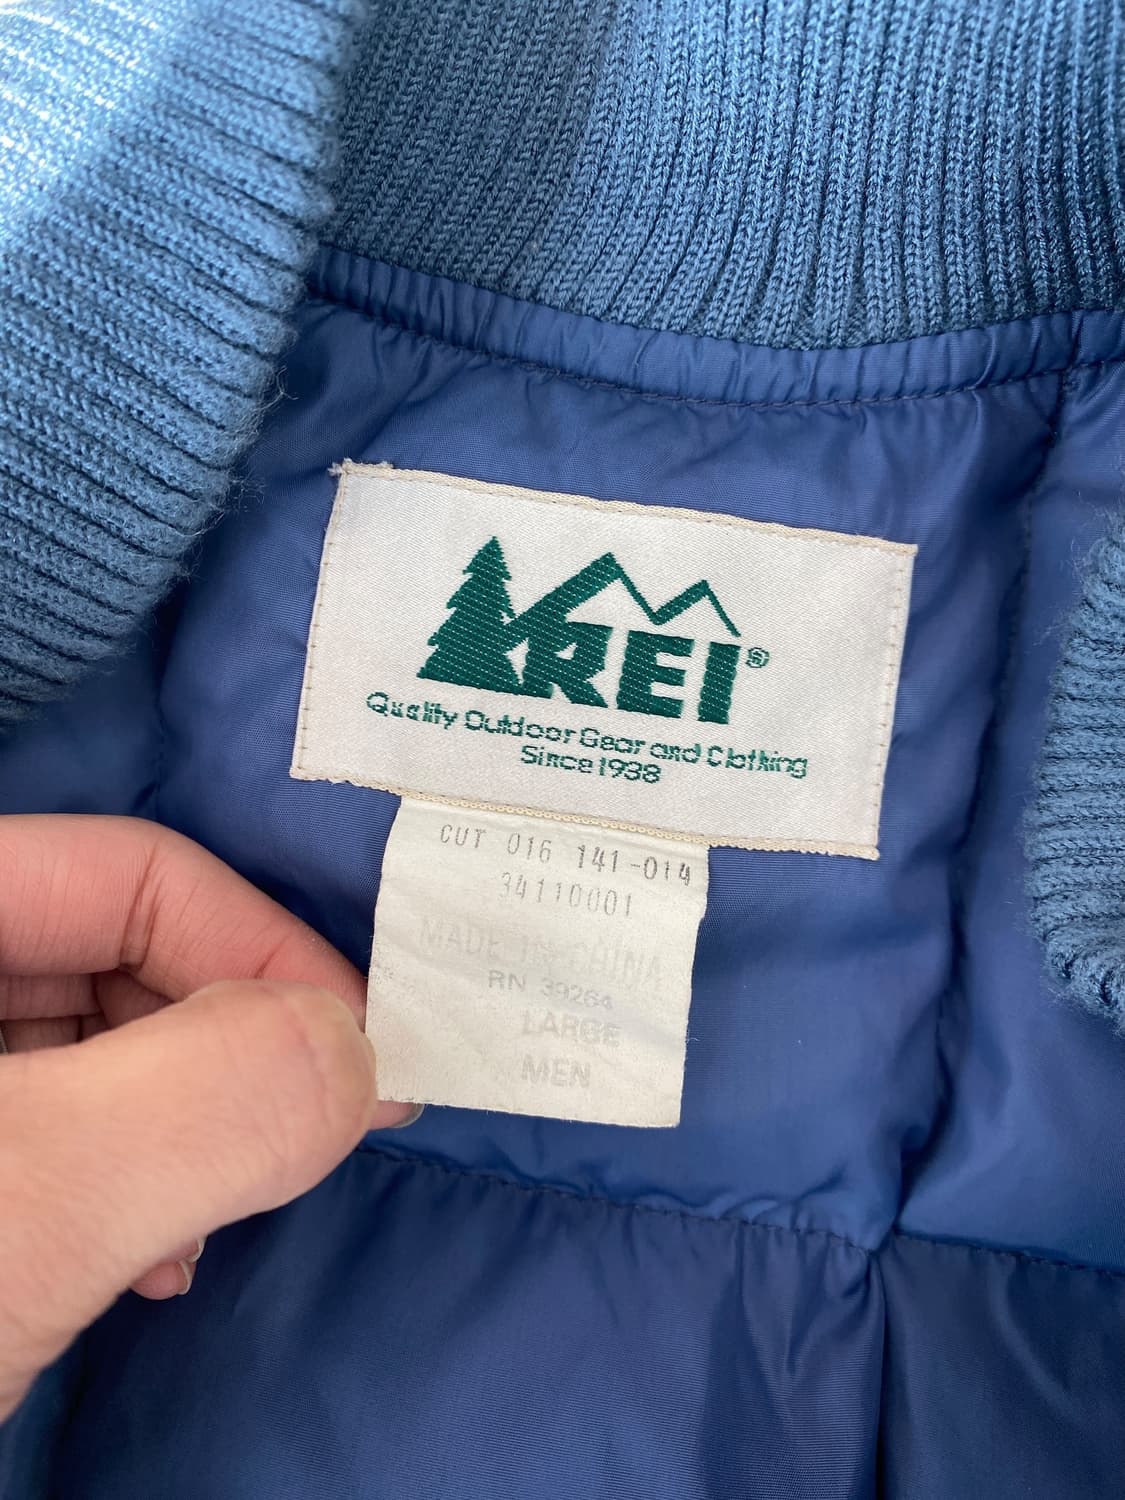 REI®
Quality Outdoor Gear and Clothing
Since 1938
CUT 016 141-014
34110001
MADE IN CHINA
RN 39264
LARGE
MEN